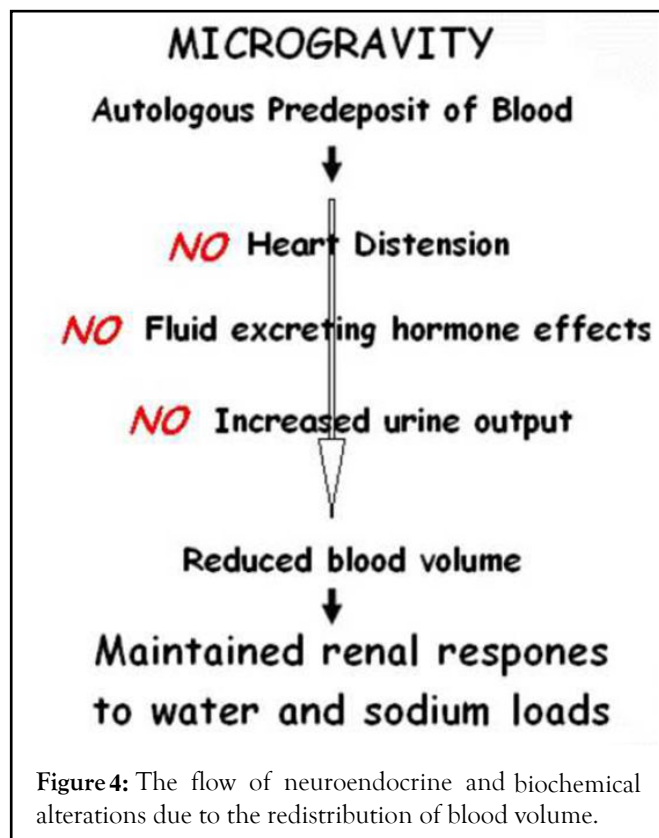 MICROGRAVITY
Autologous Predeposit of Blood
NO Heart Distension
NO Fluid excreting hormone effects
NO Increased urine output
Reduced blood volume
Maintained renal respones
to water and sodium loads
Figure 4: The flow of neuroendocrine and biochemical
alterations due to the redistribution of blood volume.